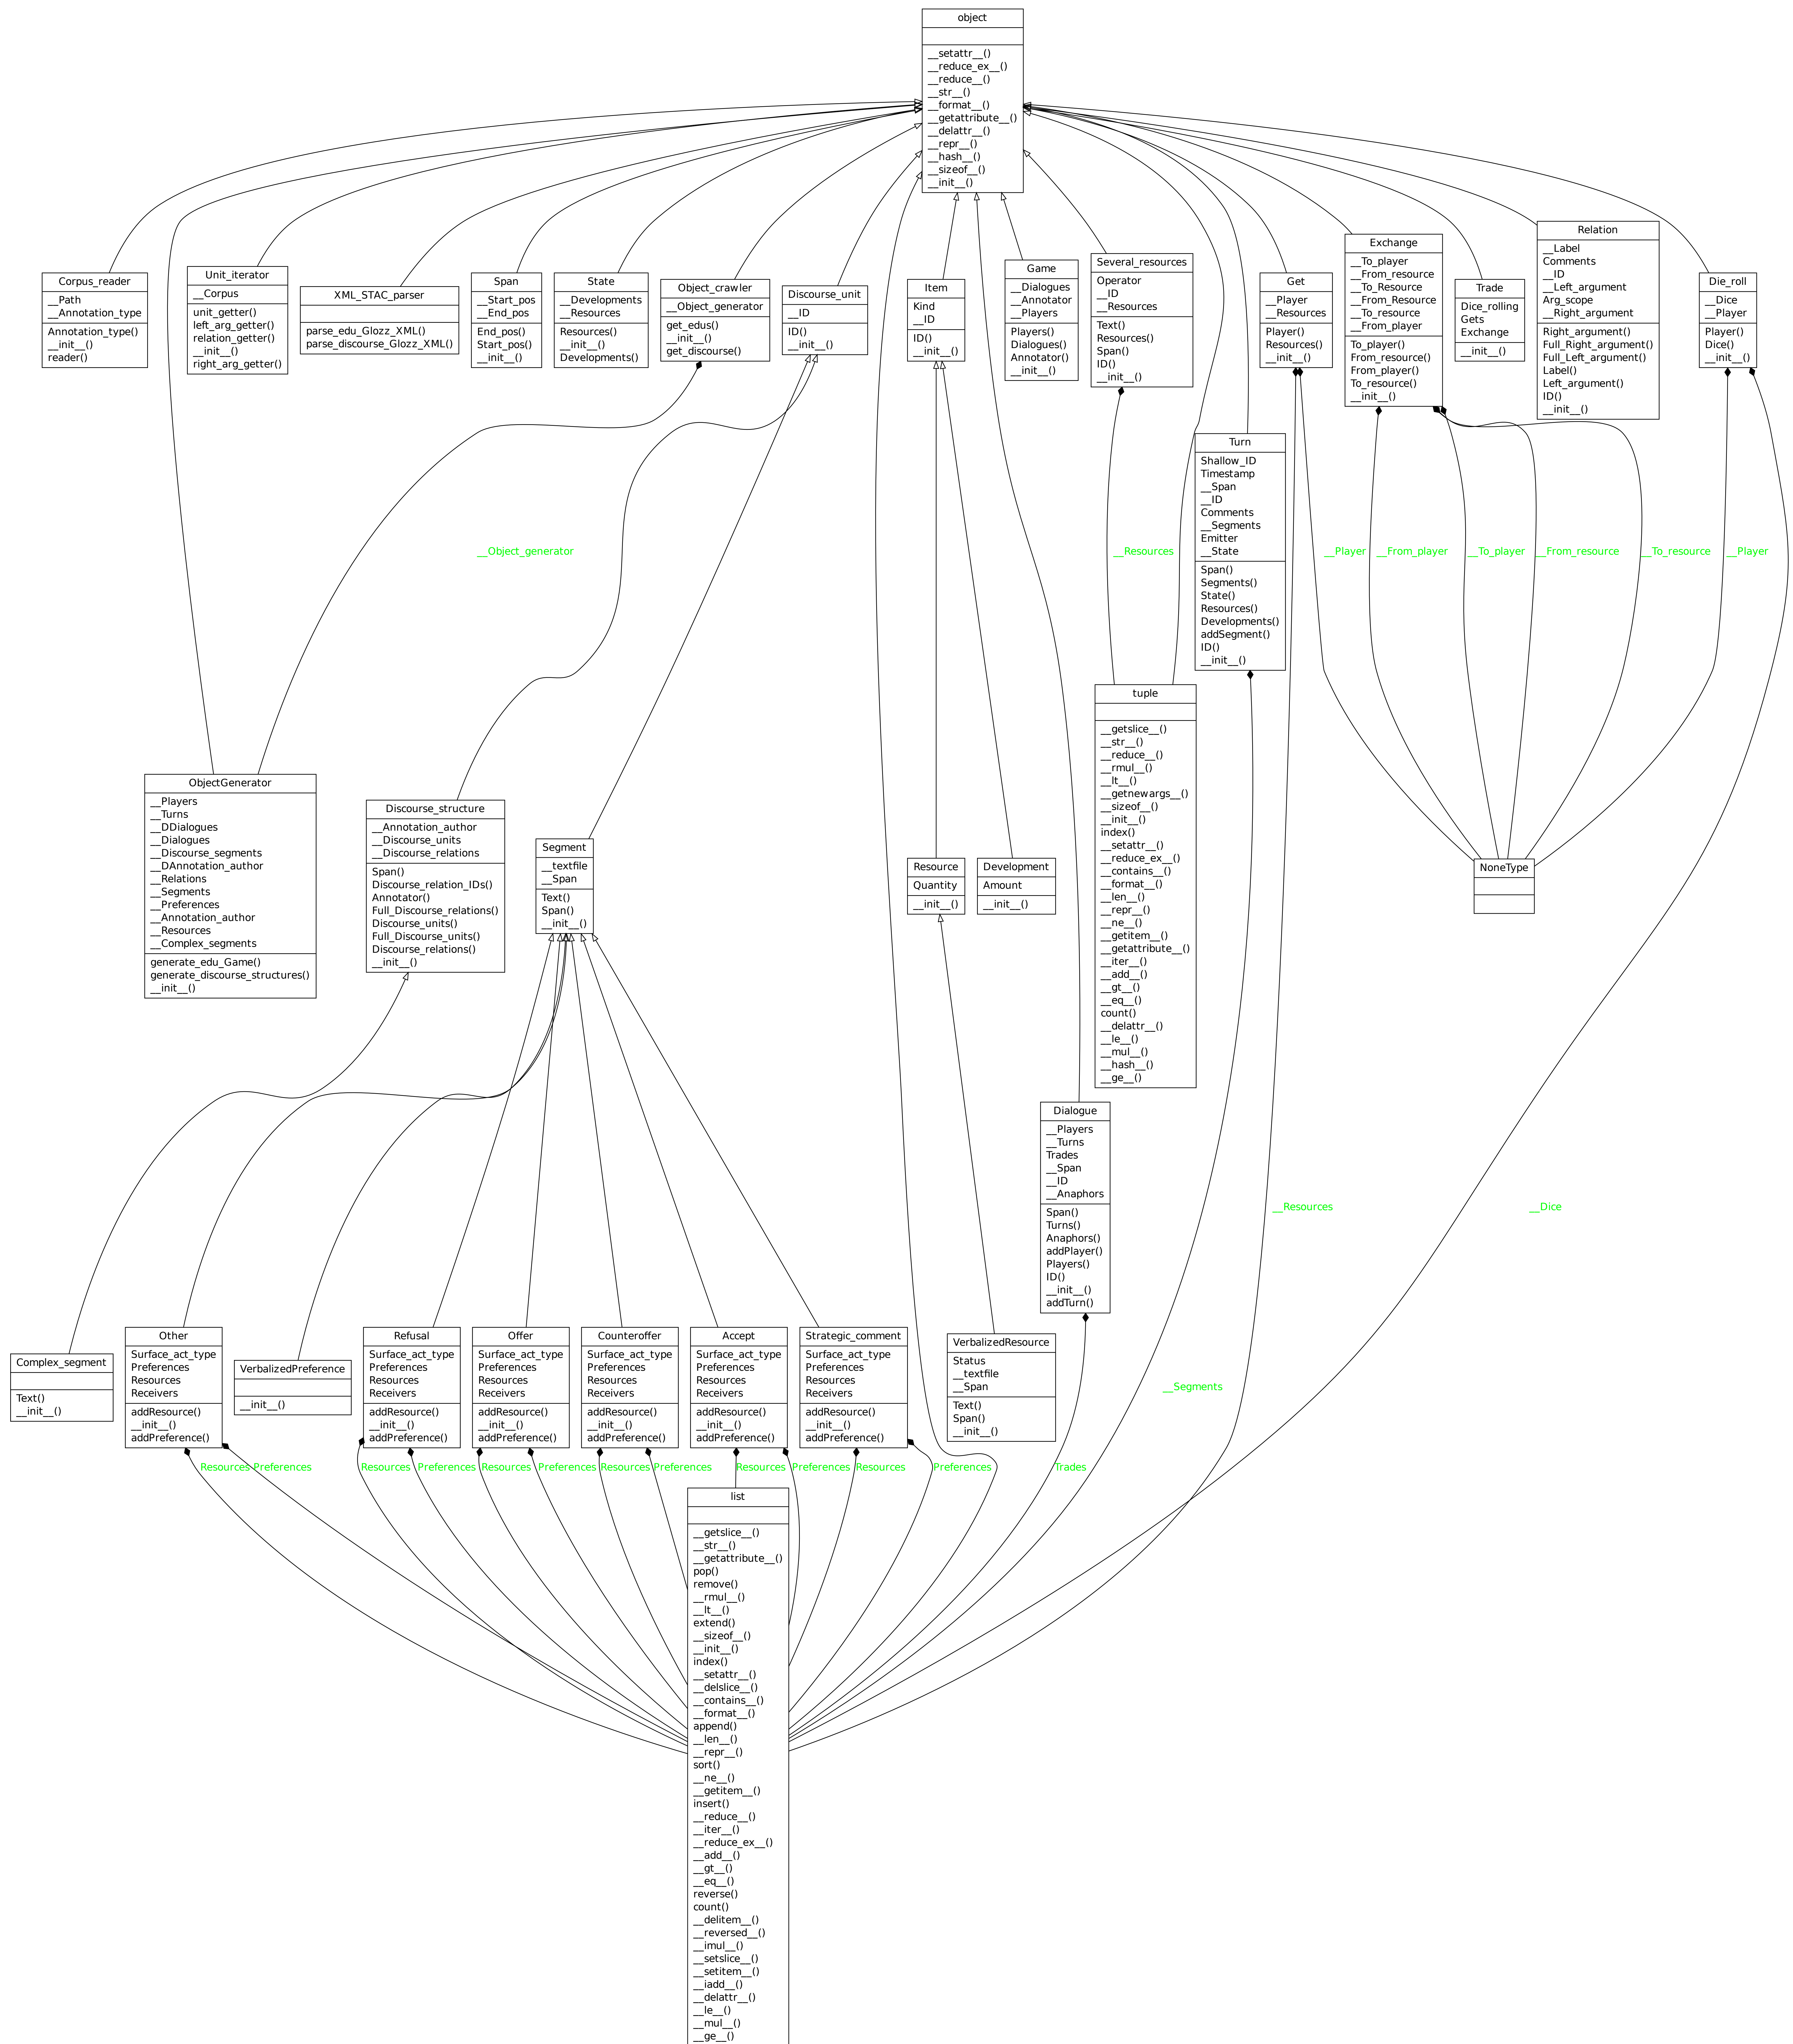 object
__setattr__()
__reduce_ex__()
__reduce__()
__str__()
__format__()
__getattribute__()
__delattr__()
__repr__()
__hash__()
__sizeof__()
__init__()
Corpus_reader
__Path
__Annotation_type
Annotation_type()
__init__()
reader()
Unit_iterator
__Corpus
unit_getter()
left_arg_getter()
relation_getter()
__init__()
right_arg_getter()
XML_STAC_parser
parse_edu_Glozz_XML()
parse_discourse_Glozz_XML()
Span
__Start_pos
__End_pos
End_pos()
Start_pos()
__init__()
State
__Developments
__Resources
Resources()
__init__()
Developments()
Object_crawler
__Object_generator
get_edus()
__init__()
get_discourse()
Discourse_unit
__ID
ID()
__init__()
Item
Kind
__ID
ID()
__init__()
Game
__Dialogues
__Annotator
__Players
Players()
Dialogues()
Annotator()
__init__()
Several_resources
Operator
__ID
__Resources
Text()
Resources()
Span()
ID()
__init__()
Get
__Player
__Resources
Player()
Resources()
__init__()
Exchange
__To_player
__From_resource
__To_Resource
__From_Resource
__To_resource
__From_player
To_player()
From_resource()
From_player()
To_resource()
__init__()
Trade
Dice_rolling
Gets
Exchange
__init__()
Relation
__Label
Comments
__ID
__Left_argument
Arg_scope
__Right_argument
Right_argument()
Full_Right_argument()
Full_Left_argument()
Label()
Left_argument()
ID()
__init__()
Die_roll
__Dice
__Player
Player()
Dice()
__init__()
Turn
Shallow_ID
Timestamp
__Span
__ID
Comments
__Segments
Emitter
__State
Span()
Segments()
State()
Resources()
Developments()
addSegment()
ID()
__init__()
__Object_generator
__Resources
__Player
__From_player
__To_player
__From_resource
__To_resource
__Player
tuple
__getslice__()
__str__()
__reduce__()
__rmul__()
__lt__()
__getnewargs__()
__sizeof__()
__init__()
index()
__setattr__()
__reduce_ex__()
__contains__()
__format__()
__len__()
__repr__()
__ne__()
__getitem__()
__getattribute__()
__iter__()
__add__()
__gt__()
__eq__()
count()
__delattr__()
__le__()
__mul__()
__hash__()
__ge__()
ObjectGenerator
__Players
__Turns
__DDialogues
__Dialogues
__Discourse_segments
__DAnnotation_author
__Relations
__Segments
__Preferences
__Annotation_author
__Resources
__Complex_segments
generate_edu_Game()
generate_discourse_structures()
__init__()
Discourse_structure
__Annotation_author
__Discourse_units
__Discourse_relations
Span()
Discourse_relation_IDs()
Annotator()
Full_Discourse_relations()
Discourse_units()
Full_Discourse_units()
Discourse_relations()
__init__()
Segment
__textfile
__Span
Text()
Span()
__init__()
Resource
Quantity
__init__()
Development
Amount
__init__()
NoneType
Dialogue
__Players
__Turns
Trades
__Span
__ID
__Anaphors
Span()
Turns()
Anaphors()
addPlayer()
Players()
ID()
__init__()
addTurn()
__Resources
__Dice
__Segments
Complex_segment
Text()
__init__()
Other
Surface_act_type
Preferences
Resources
Receivers
addResource()
__init__()
addPreference()
VerbalizedPreference
__init__()
Refusal
Surface_act_type
Preferences
Resources
Receivers
addResource()
__init__()
addPreference()
Offer
Surface_act_type
Preferences
Resources
Receivers
addResource()
__init__()
addPreference()
Counteroffer
Surface_act_type
Preferences
Resources
Receivers
addResource()
__init__()
addPreference()
Accept
Surface_act_type
Preferences
Resources
Receivers
addResource()
__init__()
addPreference()
Strategic_comment
Surface_act_type
Preferences
Resources
Receivers
addResource()
__init__()
addPreference()
VerbalizedResource
Status
__textfile
__Span
Text()
Span()
__init__()
Resources
Preferences
Resources
Preferences
Resources
Preferences
Resources
Preferences
Resources
Preferences
Resources
Preferences
Trades
list
__getslice__()
__str__()
__getattribute__()
pop()
remove()
__rmul__()
__lt__()
extend()
__sizeof__()
__init__()
index()
__setattr__()
__delslice__()
__contains__()
__format__()
append()
__len__()
__repr__()
sort()
__ne__()
__getitem__()
insert()
__reduce__()
__iter__()
__reduce_ex__()
__add__()
__gt__()
__eq__()
reverse()
count()
__delitem__()
__reversed__()
__imul__()
__setslice__()
__setitem__()
__iadd__()
__delattr__()
__le__()
__mul__()
__ge__()